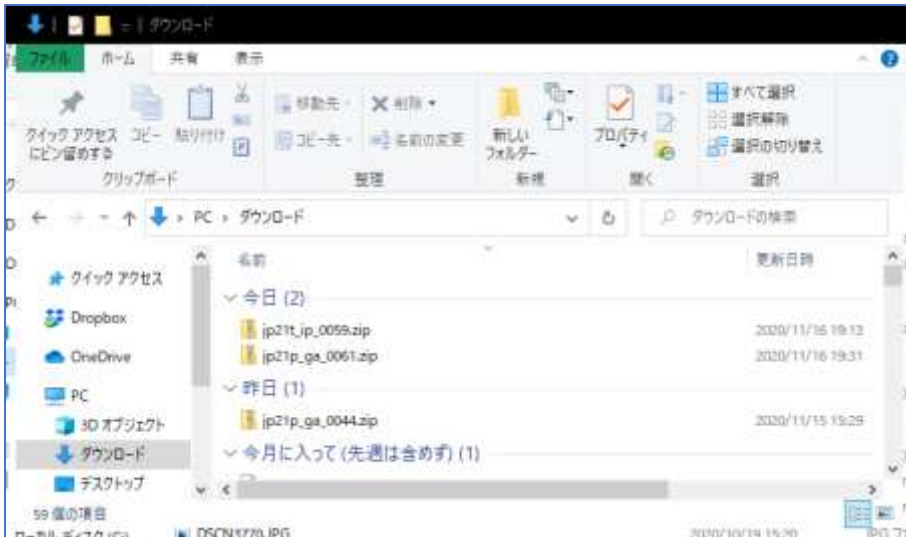 ダウンロード
ファイル ホーム 共有 表示
クイック アクセス
にピン留めする
コピー 貼り付け
移動先 削除
コピー先 名前の変更
新しい
フォルダー
プロパティ
すべて選択
選択解除
選択の切り替え
クリップボード 整理 新規 開く 選択
PC ダウンロード ダウンロードの検索
名前 更新日時
クイック アクセス
Dropbox
OneDrive
PC
3D オブジェクト
ダウンロード
デスクトップ
今日 (2)
jp21t_ip_0059.zip 2020/11/16 19:12
jp21p_ga_0061.zip 2020/11/16 19:31
昨日 (1)
jp21p_ga_0044.zip 2020/11/15 15:29
今月に入って (先週は含めず) (1)
59 個の項目
2020/10/19 15:20